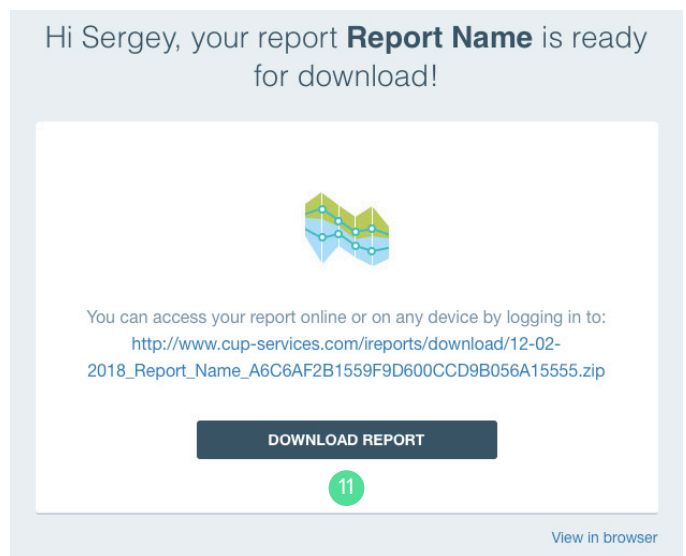 Hi Sergey, your report Report Name is ready
for download!
You can access your report online or on any device by logging in to:
http://www.cup-services.com/ireports/download/12-02-
2018_Report_Name_A6C6AF2B1559F9D600CCD9B056A15555.zip
DOWNLOAD REPORT
11
View in browser